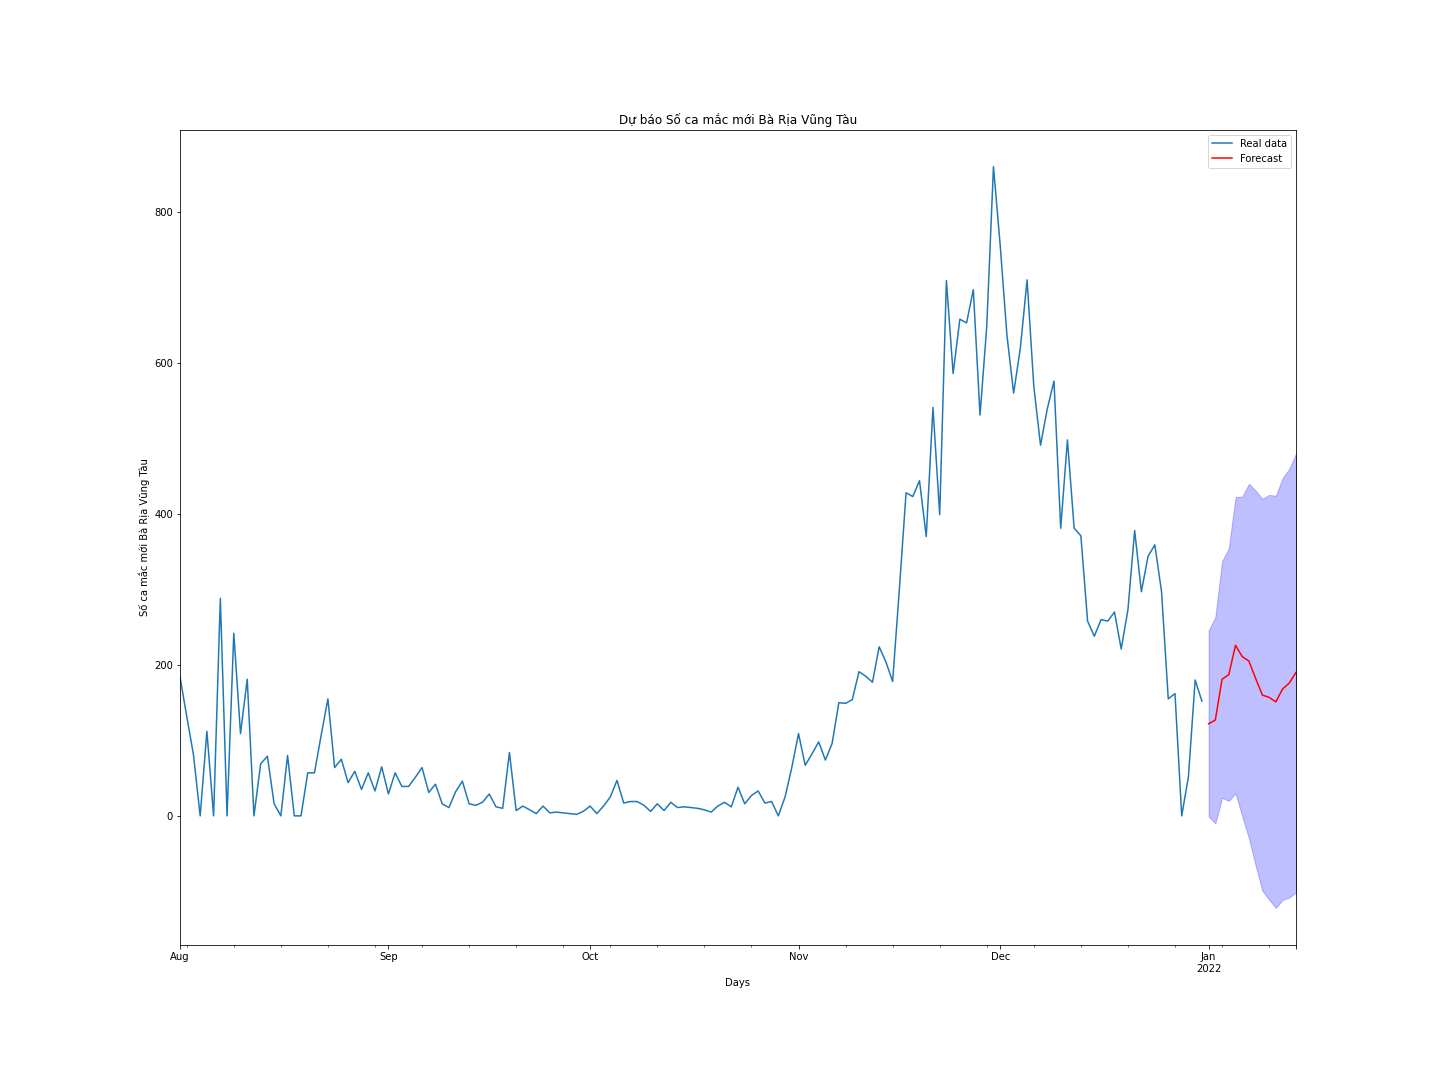 Dự báo Số ca mắc mới Bà Rịa Vũng Tàu
Real data
Forecast
Số ca mắc mới Bà Rịa Vũng Tàu
800
600
400
200
0
Aug
Sep
Oct
Nov
Dec
Jan
2022
Days